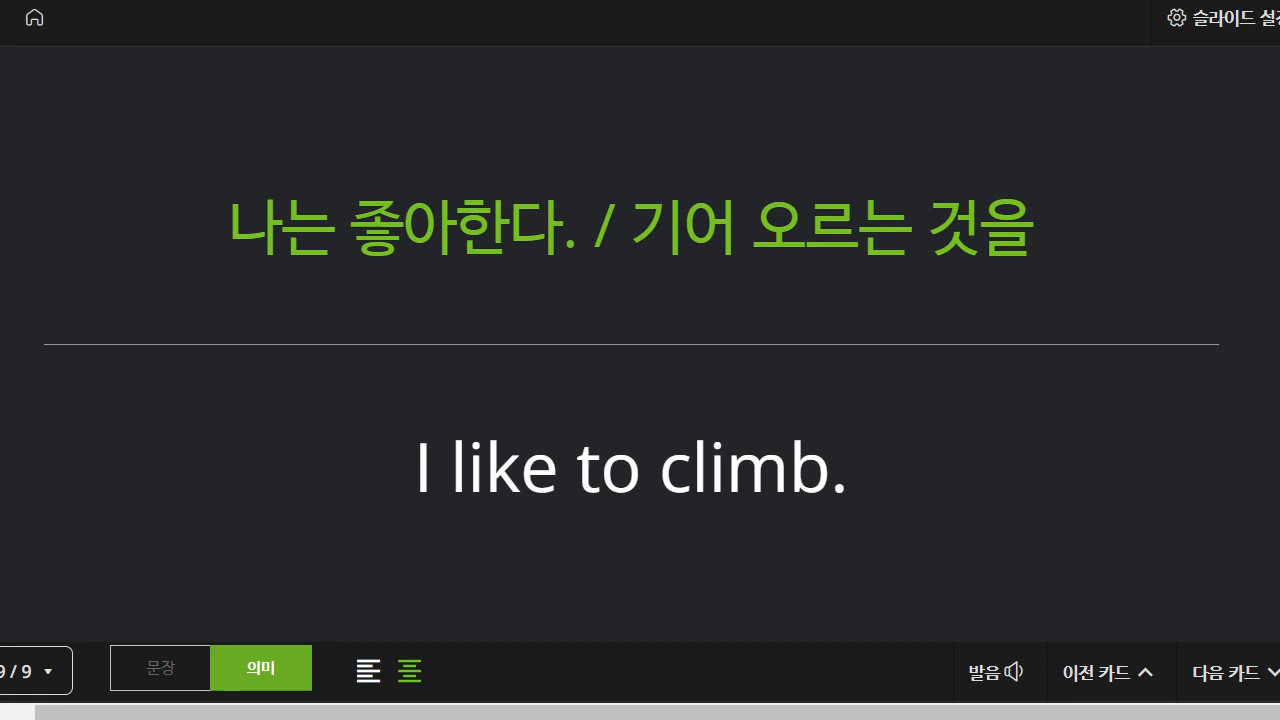 슬라이드
나는 좋아한다. / 기어 오르는 것을
I like to climb.
9 / 9
문장
의미
발음
이전 카드
다음 카드